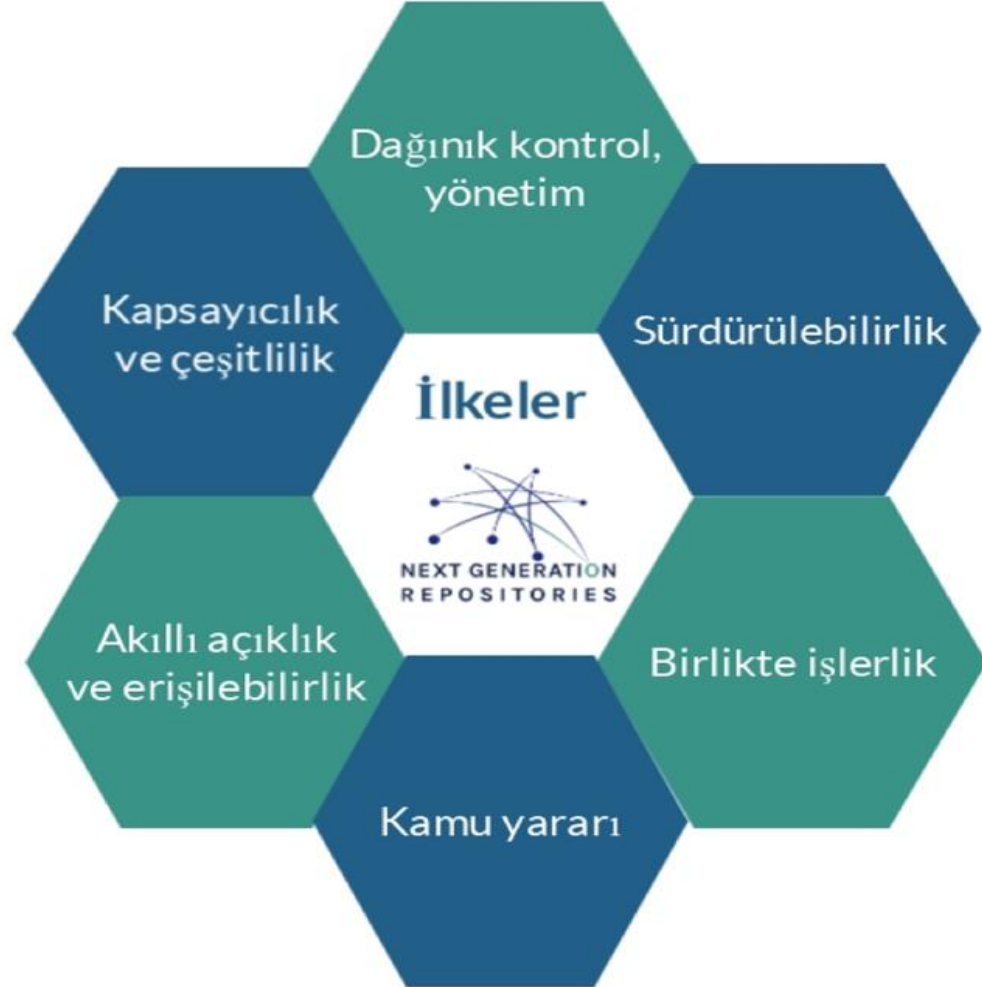 Dağınık kontrol,
yönetim
Kapsayıcılık
ve çeşitlilik
Sürdürülebilirlik
İlkeler
NEXT GENERATION
REPOSITORIES
Akıllı açıklık
ve erişilebilirlik
Birlikte işlerlik
Kamu yararı